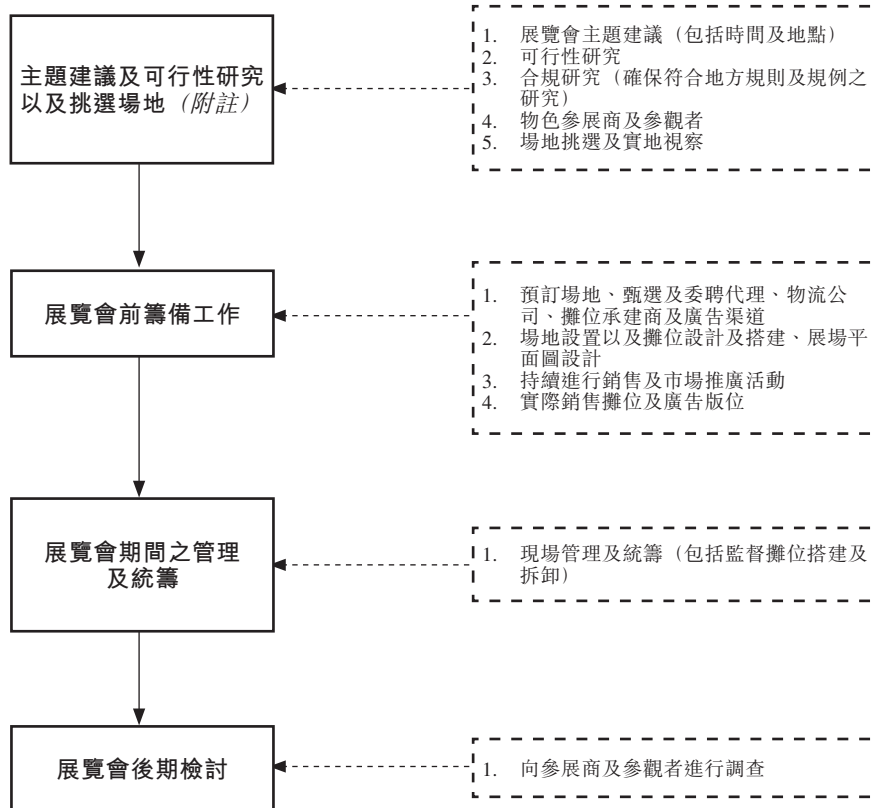 主題建議及可行性研究
以及挑選場地（附註）
1. 展覽會主題建議（包括時間及地點）
2. 可行性研究
3. 合規研究（確保符合地方規則及規例之
研究）
4. 物色參展商及參觀者
5. 場地挑選及實地視察
展覽會前籌備工作
1. 預訂場地、甄選及委聘代理、物流公
司、攤位承建商及廣告渠道
2. 場地設置以及攤位設計及搭建、展場平
面圖設計
3. 持續進行銷售及市場推廣活動
4. 實際銷售攤位及廣告版位
展覽會期間之管理
及統籌
1. 現場管理及統籌（包括監督攤位搭建及
拆卸）
展覽會後期檢討
1. 向參展商及參觀者進行調查